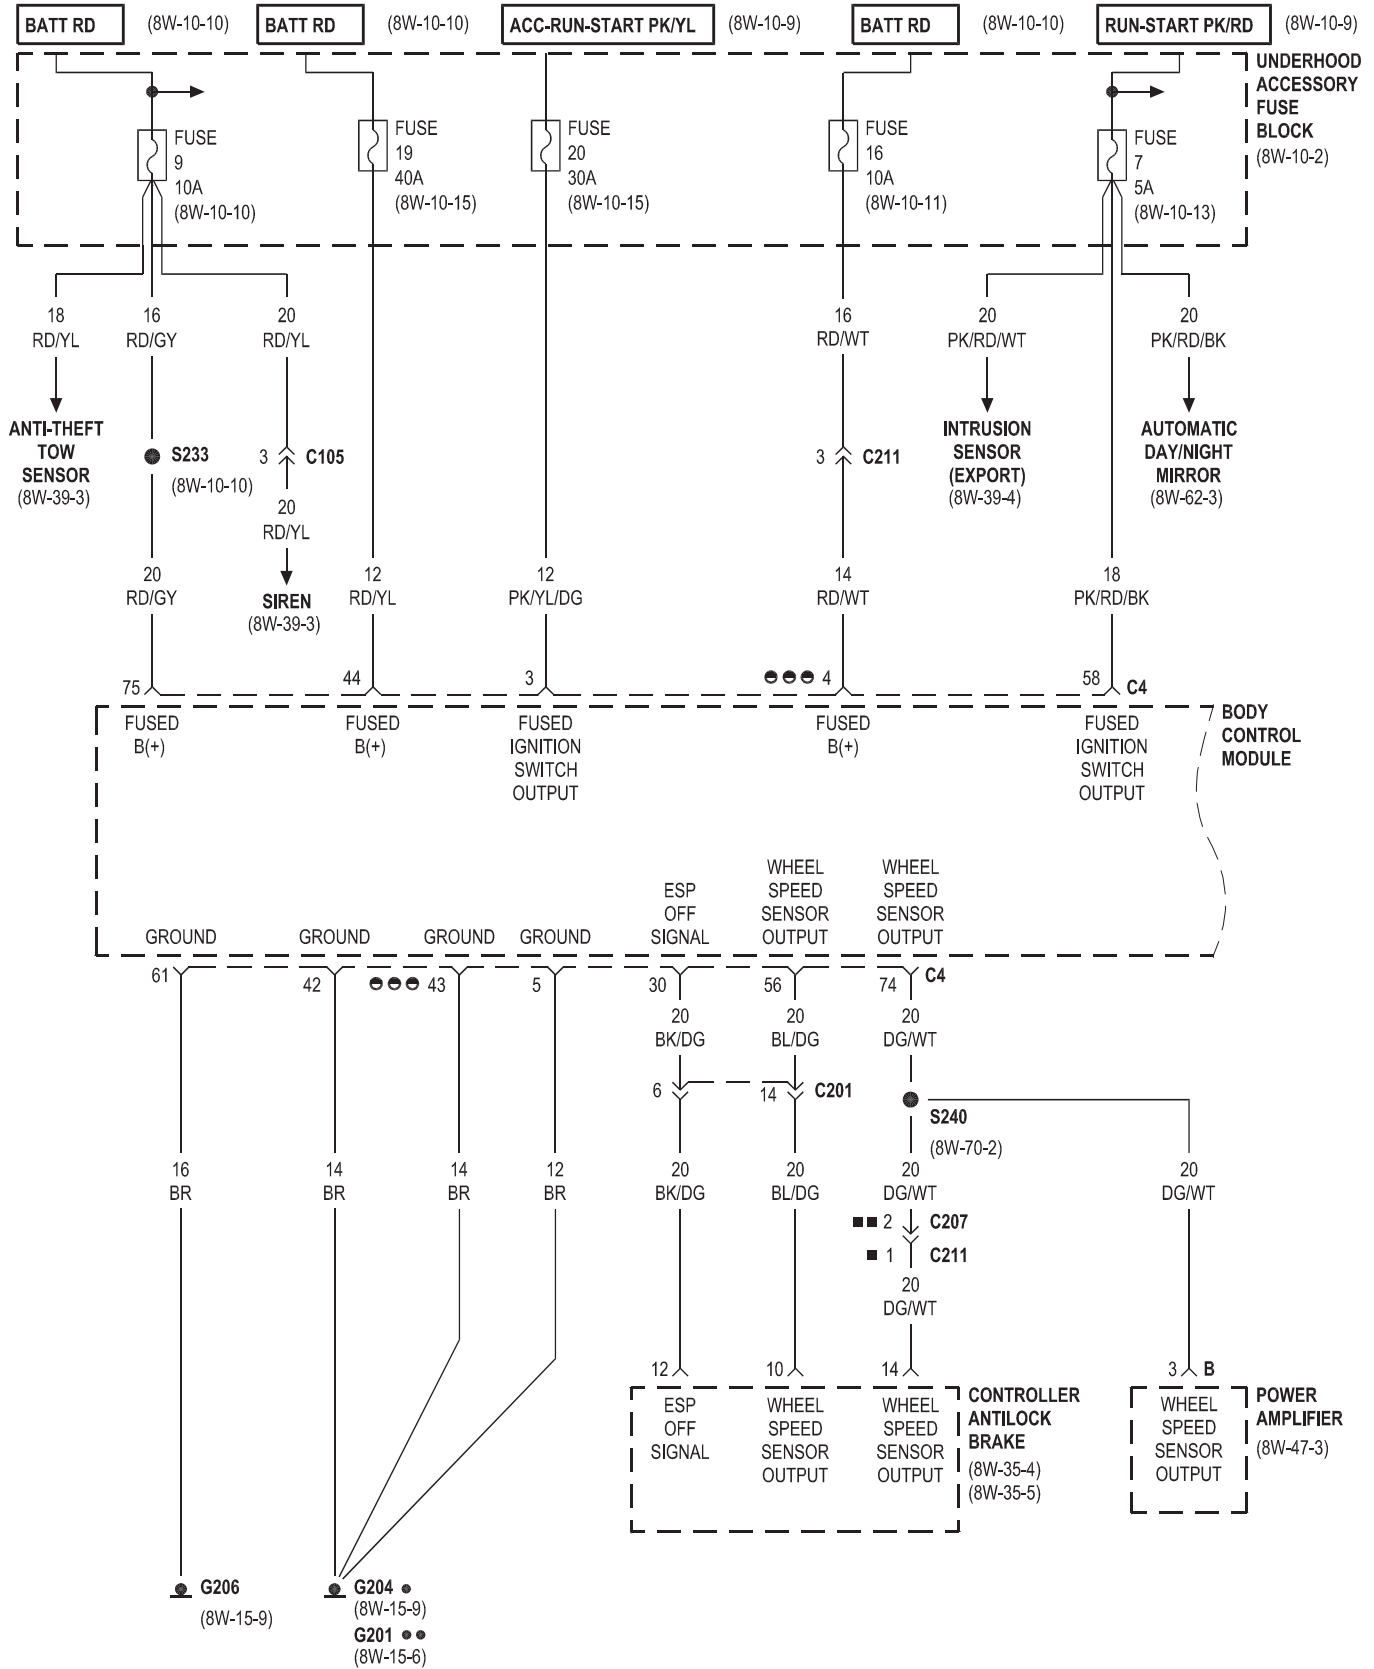 BATT RD (8W-10-10) BATT RD (8W-10-10) ACC-RUN-START PK/YL (8W-10-9) BATT RD (8W-10-10) RUN-START PK/RD (8W-10-9)
UNDERHOOD
ACCESSORY
FUSE
BLOCK
(8W-10-2)
FUSE
9
10A
(8W-10-10)
FUSE
19
40A
(8W-10-15)
FUSE
20
30A
(8W-10-15)
FUSE
16
10A
(8W-10-11)
FUSE
7
5A
(8W-10-13)
18 16 20 16 20 20
RD/YL RD/GY RD/YL RD/WT PK/RD/WT PK/RD/BK
ANTI-THEFT
TOW
SENSOR
(8W-39-3)
S233
(8W-10-10)
3 C105
20
RD/YL
SIREN
(8W-39-3)
3 C211
INTRUSION
SENSOR
(EXPORT)
(8W-39-4)
AUTOMATIC
DAY/NIGHT
MIRROR
(8W-62-3)
20 12 12 14 18
RD/GY RD/YL PK/YL/DG RD/WT PK/RD/BK
75 44 3 4 58 C4
BODY
CONTROL
MODULE
FUSED
B(+)
FUSED
B(+)
FUSED
IGNITION
SWITCH
OUTPUT
FUSED
B(+)
FUSED
IGNITION
SWITCH
OUTPUT
GROUND GROUND GROUND GROUND
ESP
OFF
SIGNAL
WHEEL
SPEED
SENSOR
OUTPUT
WHEEL
SPEED
SENSOR
OUTPUT
61 42 43 5 30 56 74 C4
20 20 20
BK/DG BL/DG DG/WT
6 14 C201
S240
(8W-70-2)
16 14 14 12 20 20 20 20
BR BR BR BR BK/DG BL/DG DG/WT DG/WT
■■ 2 C207
■ 1 C211
20
DG/WT
12 10 14 3 B
ESP
OFF
SIGNAL
WHEEL
SPEED
SENSOR
OUTPUT
WHEEL
SPEED
SENSOR
OUTPUT
CONTROLLER
ANTILOCK
BRAKE
(8W-35-4)
(8W-35-5)
WHEEL
SPEED
SENSOR
OUTPUT
POWER
AMPLIFIER
(8W-47-3)
G206
(8W-15-9)
G204 ●
(8W-15-9)
G201 ●●
(8W-15-6)